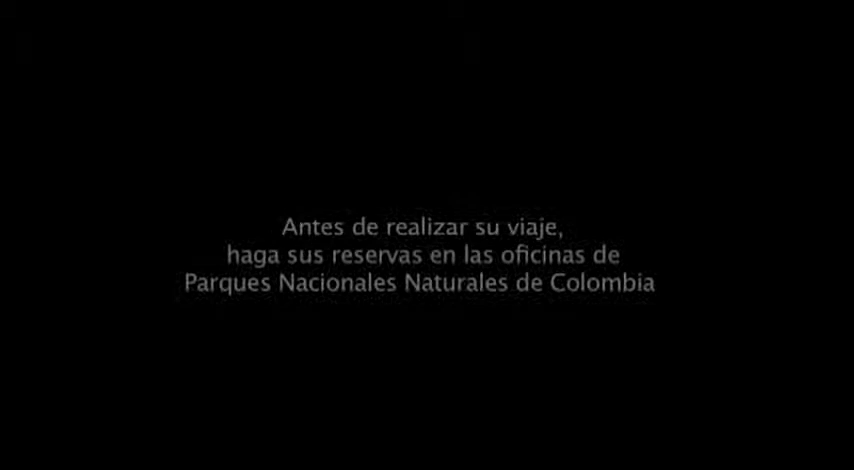 Antes de realizar su viaje,
haga sus reservas en las oficinas de
Parques Nacionales Naturales de Colombia